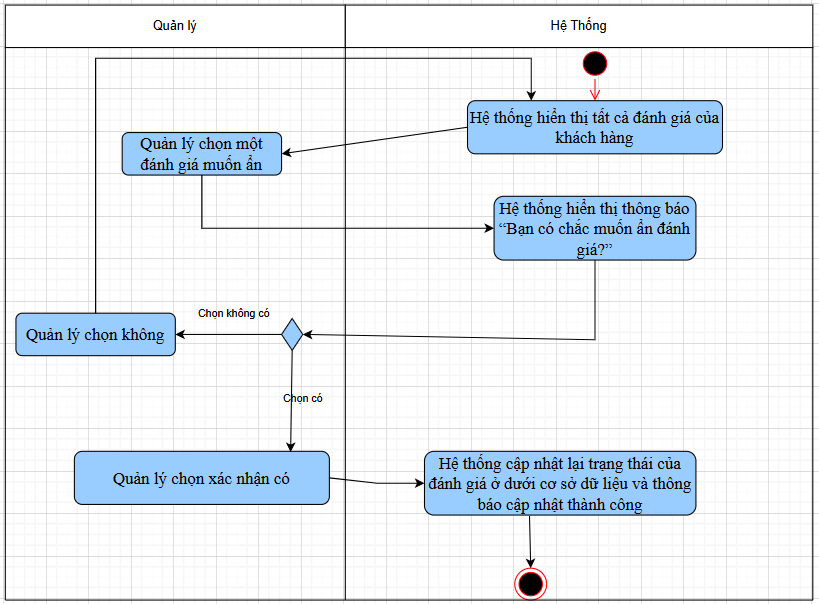 Quản lý
Hệ Thống
Hệ thống hiển thị tất cả đánh giá của
khách hàng
Quản lý chọn một
đánh giá muốn ẩn
Hệ thống hiển thị thông báo
“Bạn có chắc muốn ẩn đánh
giá?”
Chọn không có
Quản lý chọn không
Chọn có
Quản lý chọn xác nhận có
Hệ thống cập nhật lại trạng thái của
đánh giá ở dưới cơ sở dữ liệu và thông
báo cập nhật thành công